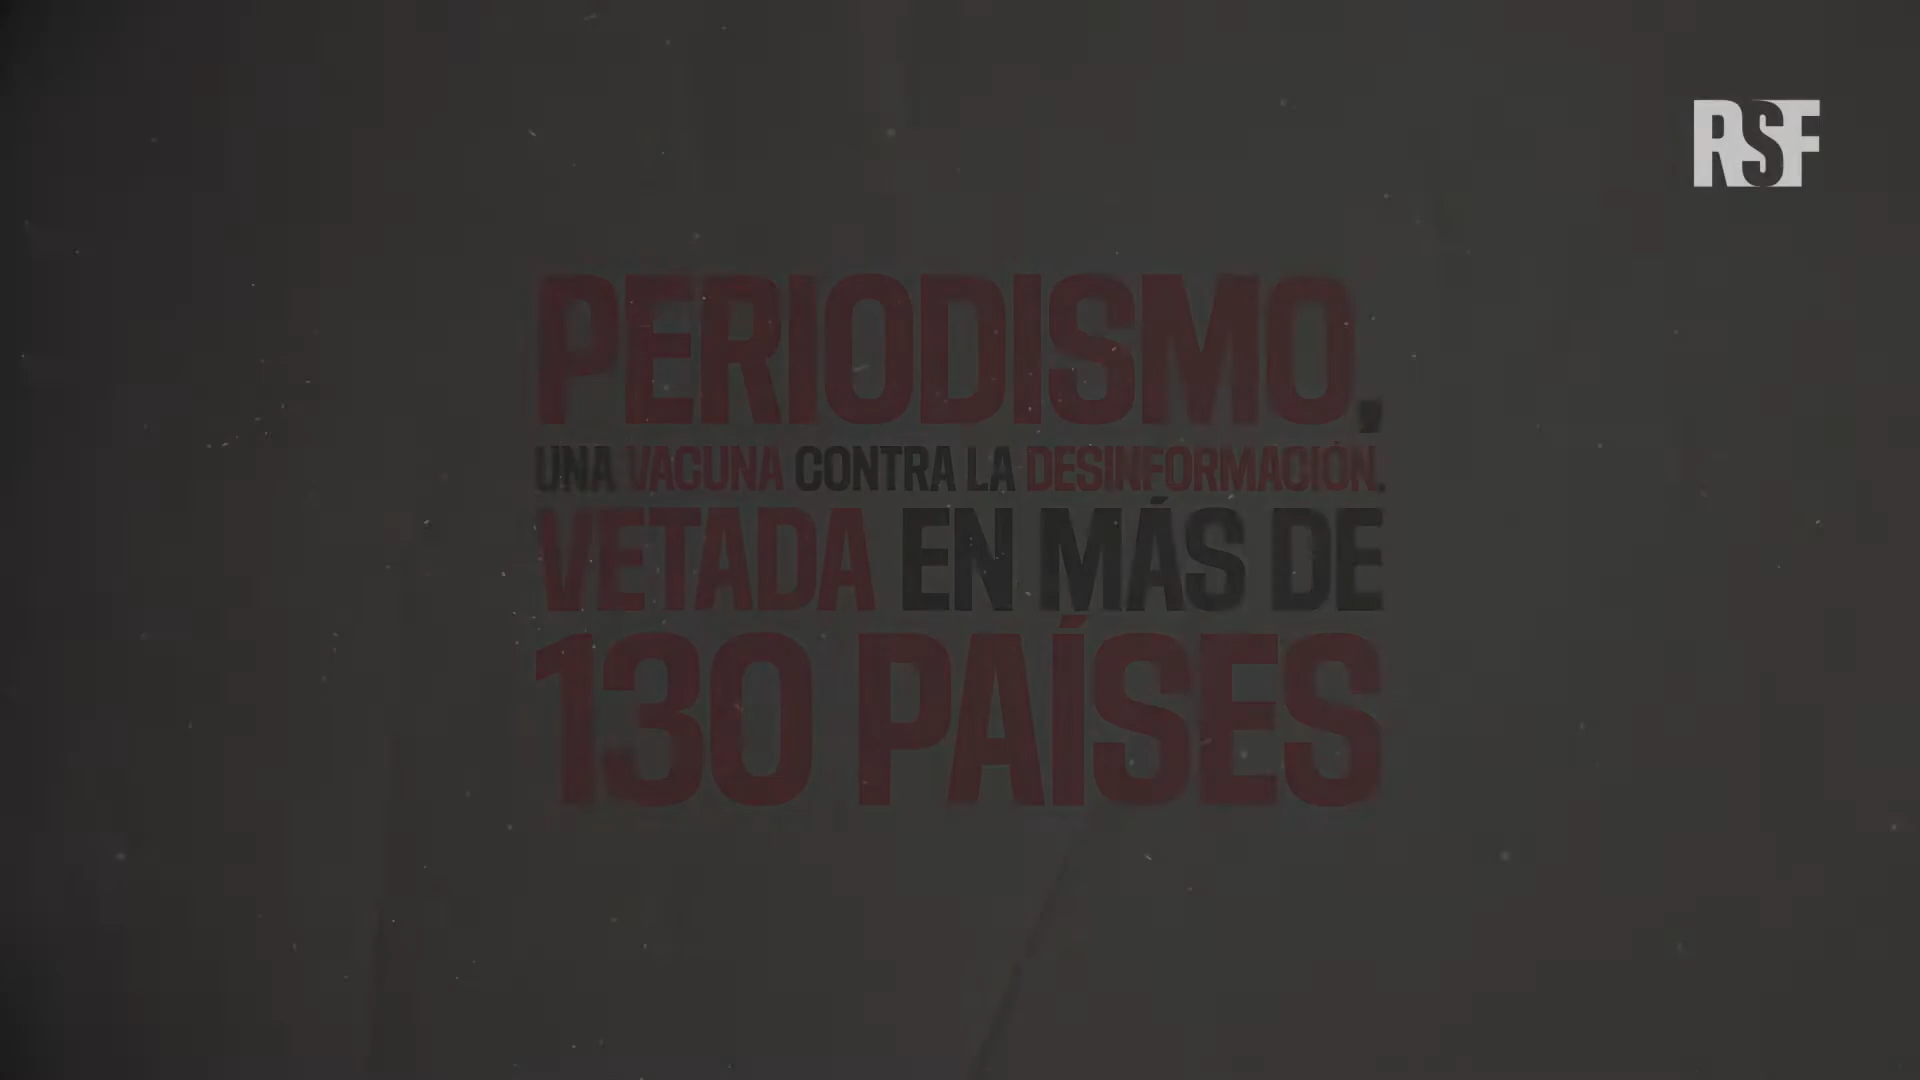 RSF
PERIODISMO,
UNA VACUNA CONTRA LA DESINFORMACIÓN.
VETADA EN MÁS DE
130 PAÍSES